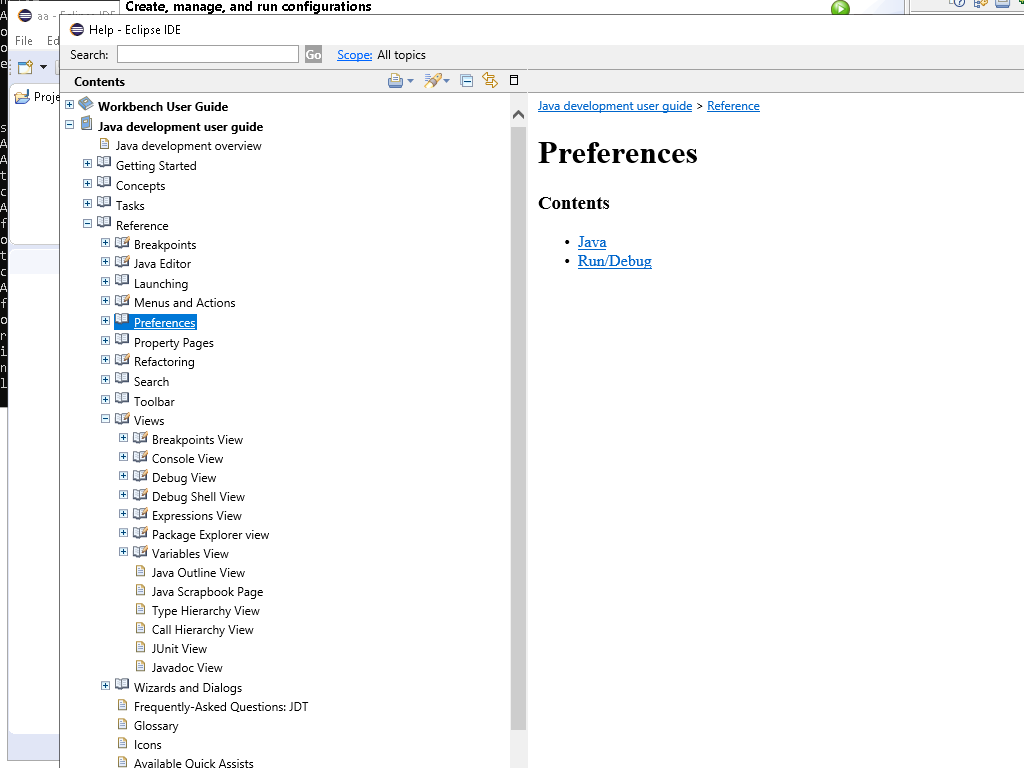 Create, manage, and run configurations
aa - Eclipse IDE
File Ed
Proje
Help - Eclipse IDE
Search: Go Scope: All topics
Contents
Workbench User Guide
Java development user guide
Java development overview
Getting Started
Concepts
Tasks
Reference
Breakpoints
Java Editor
Launching
Menus and Actions
Preferences
Property Pages
Refactoring
Search
Toolbar
Views
Breakpoints View
Console View
Debug View
Debug Shell View
Expressions View
Package Explorer view
Variables View
Java Outline View
Java Scrapbook Page
Type Hierarchy View
Call Hierarchy View
JUnit View
Javadoc View
Wizards and Dialogs
Frequently-Asked Questions: JDT
Glossary
Icons
Available Quick Assists
Java development user guide > Reference
Preferences
Contents
• Java
• Run/Debug